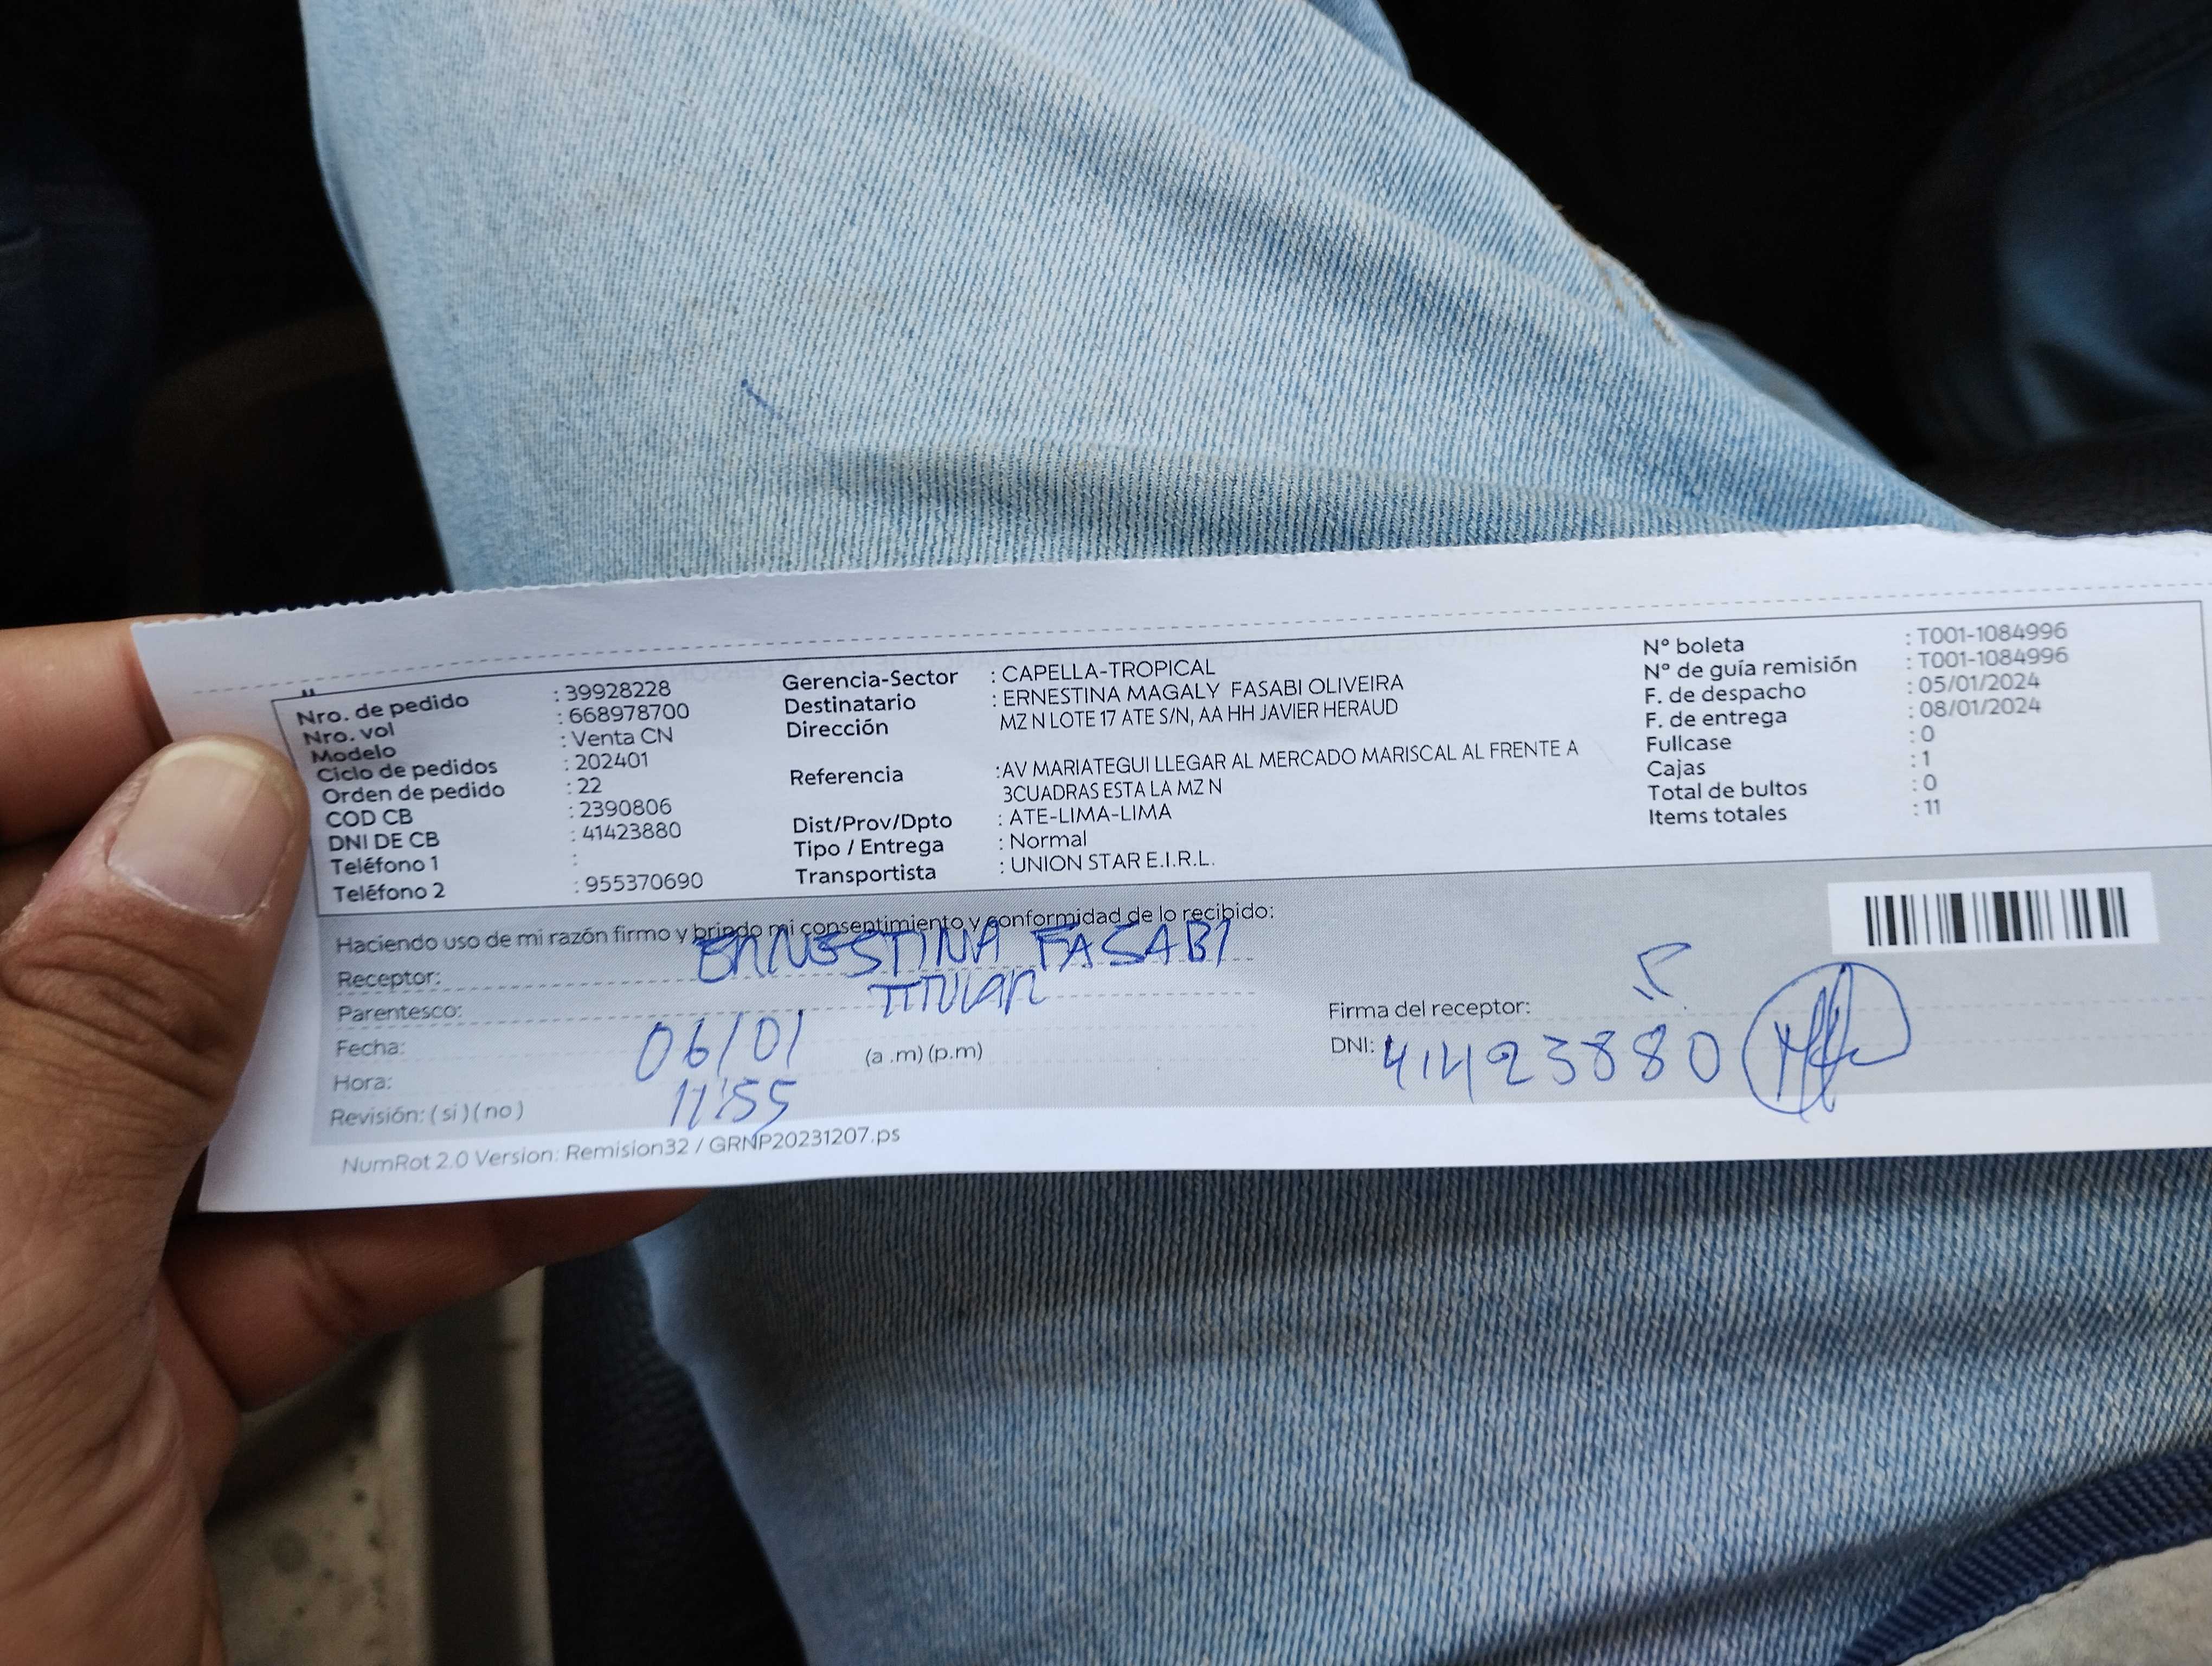 Nro. de pedido : 39928228
Nro. vol : 668978700
Modelo : Venta CN
Ciclo de pedidos : 202401
Orden de pedido : 22
COD CB : 2390806
DNI DE CB : 41423880
Teléfono 1 :
Teléfono 2 : 955370690
Gerencia-Sector : CAPELLA-TROPICAL
Destinatario : ERNESTINA MAGALY FASABI OLIVEIRA
Dirección MZ N LOTE 17 ATE S/N, AA HH JAVIER HERAUD
Referencia :AV MARIATEGUI LLEGAR AL MERCADO MARISCAL AL FRENTE A
3CUADRAS ESTA LA MZ N
Dist/Prov/Dpto : ATE-LIMA-LIMA
Tipo / Entrega : Normal
Transportista : UNION STAR E.I.R.L.
Nº boleta : T001-1084996
Nº de guía remisión : T001-1084996
F. de despacho : 05/01/2024
F. de entrega : 08/01/2024
Fullcase : 0
Cajas : 1
Total de bultos : 0
Items totales : 11
Haciendo uso de mi razón firmo y brindo mi consentimiento y conformidad de lo recibido:
Receptor: ERNESTINA FASABI
Parentesco: TITULAR
Fecha: 06/01
Hora: 11:55 (a .m) (p.m)
Revisión: ( si ) ( no )
Firma del receptor:
DNI: 41423880
NumRot 2.0 Version: Remision32 / GRNP20231207.ps